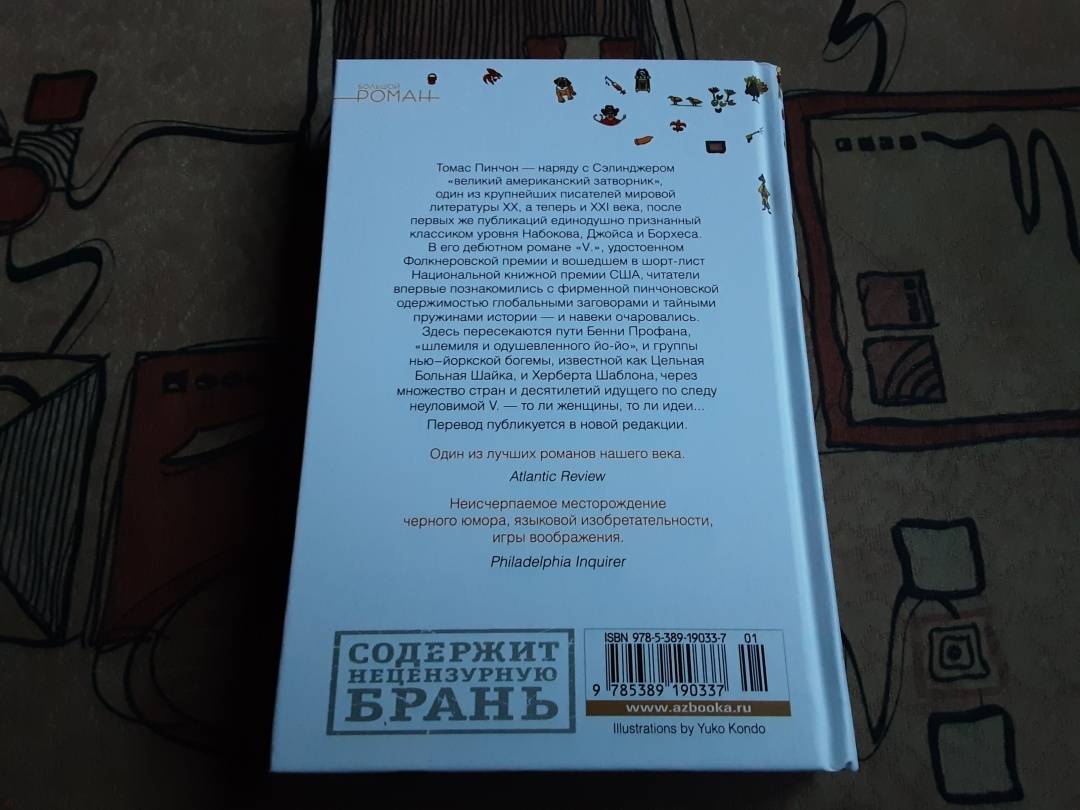 БОЛЬШОЙ
РОМАН
Томас Пинчон — наряду с Сэлинджером
«великий американский затворник»,
один из крупнейших писателей мировой
литературы XX, а теперь и XXI века, после
первых же публикаций единодушно признанный
классиком уровня Набокова, Джойса и Борхеса.
В его дебютном романе «V.», удостоенном
Фолкнеровской премии и вошедшем в шорт-лист
Национальной книжной премии США, читатели
впервые познакомились с фирменной пинчоновской
одержимостью глобальными заговорами и тайными
пружинами истории — и навеки очаровались.
Здесь пересекаются пути Бенни Профана,
«шлемиля и одушевленного йо-йо», и группы
нью-йоркской богемы, известной как Цельная
Больная Шайка, и Херберта Шаблона, через
множество стран и десятилетий идущего по следу
неуловимой V. — то ли женщины, то ли идеи...
Перевод публикуется в новой редакции.
Один из лучших романов нашего века.
Atlantic Review
Неисчерпаемое месторождение
черного юмора, языковой изобретательности,
игры воображения.
Philadelphia Inquirer
СОДЕРЖИТ
НЕЦЕНЗУРНУЮ
БРАНЬ
ISBN 978-5-389-19033-7 01
9 785389 190337
www.azbooka.ru
Illustrations by Yuko Kondo